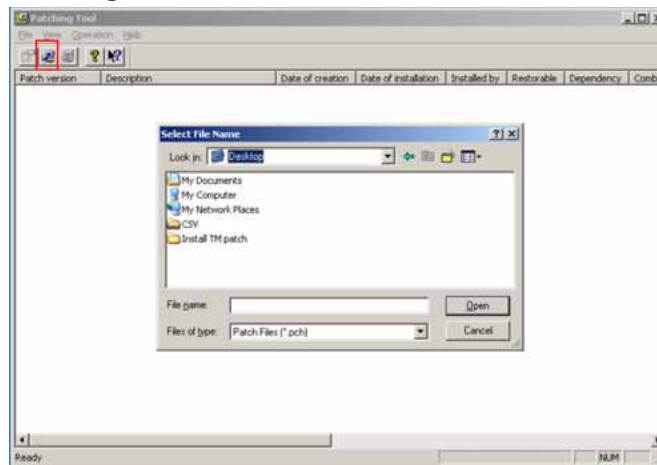 Patching Tool
File View Operation Help
Patch version Description Date of creation Date of installation Installed by Restorable Dependency Comb
Select File Name
Look in: Desktop
My Documents
My Computer
My Network Places
CSV
Install TM patch
File name: Open
Files of type: Patch Files (*.pch) Cancel
Ready NUM